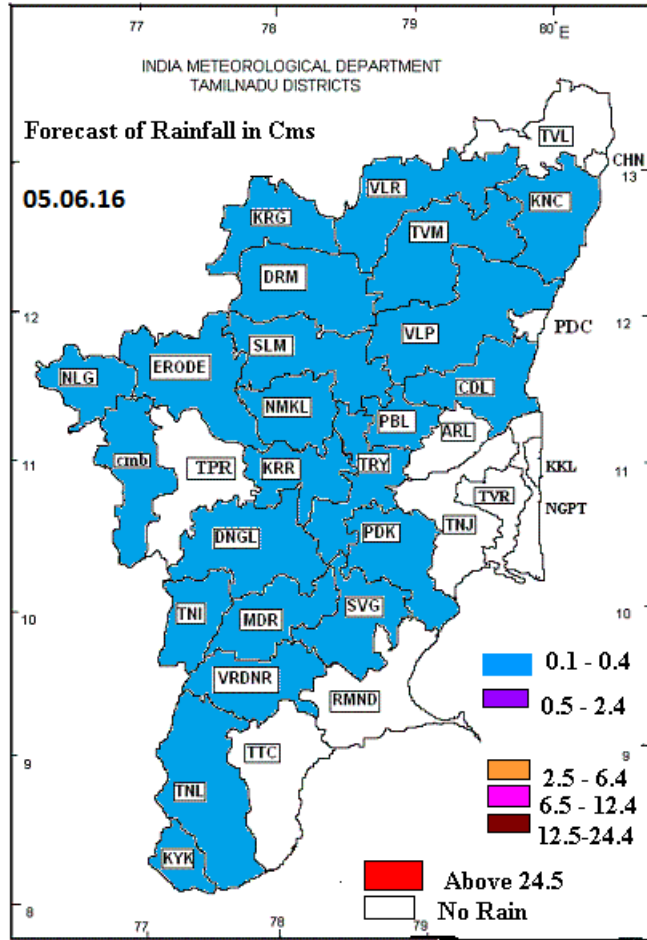 77 78 79 80° E
INDIA METEOROLOGICAL DEPARTMENT
TAMILNADU DISTRICTS
Forecast of Rainfall in Cms
TVL
CHN
13
VLR
05.06.16
KNC
KRG
TVM
DRM
12
12
PDC
VLP
SLM
ERODE
NLG
CDL
NMKL
PBL
ARL
11
cmb
TPR
KRR
TRY
11
KKL
TVR
NGPT
TNJ
DNGL
PDK
10
TNI
MDR
SVG
10
0.1 - 0.4
VRDNR
RMND
0.5 - 2.4
9
TTC
9
2.5 - 6.4
TNL
6.5 - 12.4
12.5-24.4
KYK
Above 24.5
8
No Rain
77 78 79